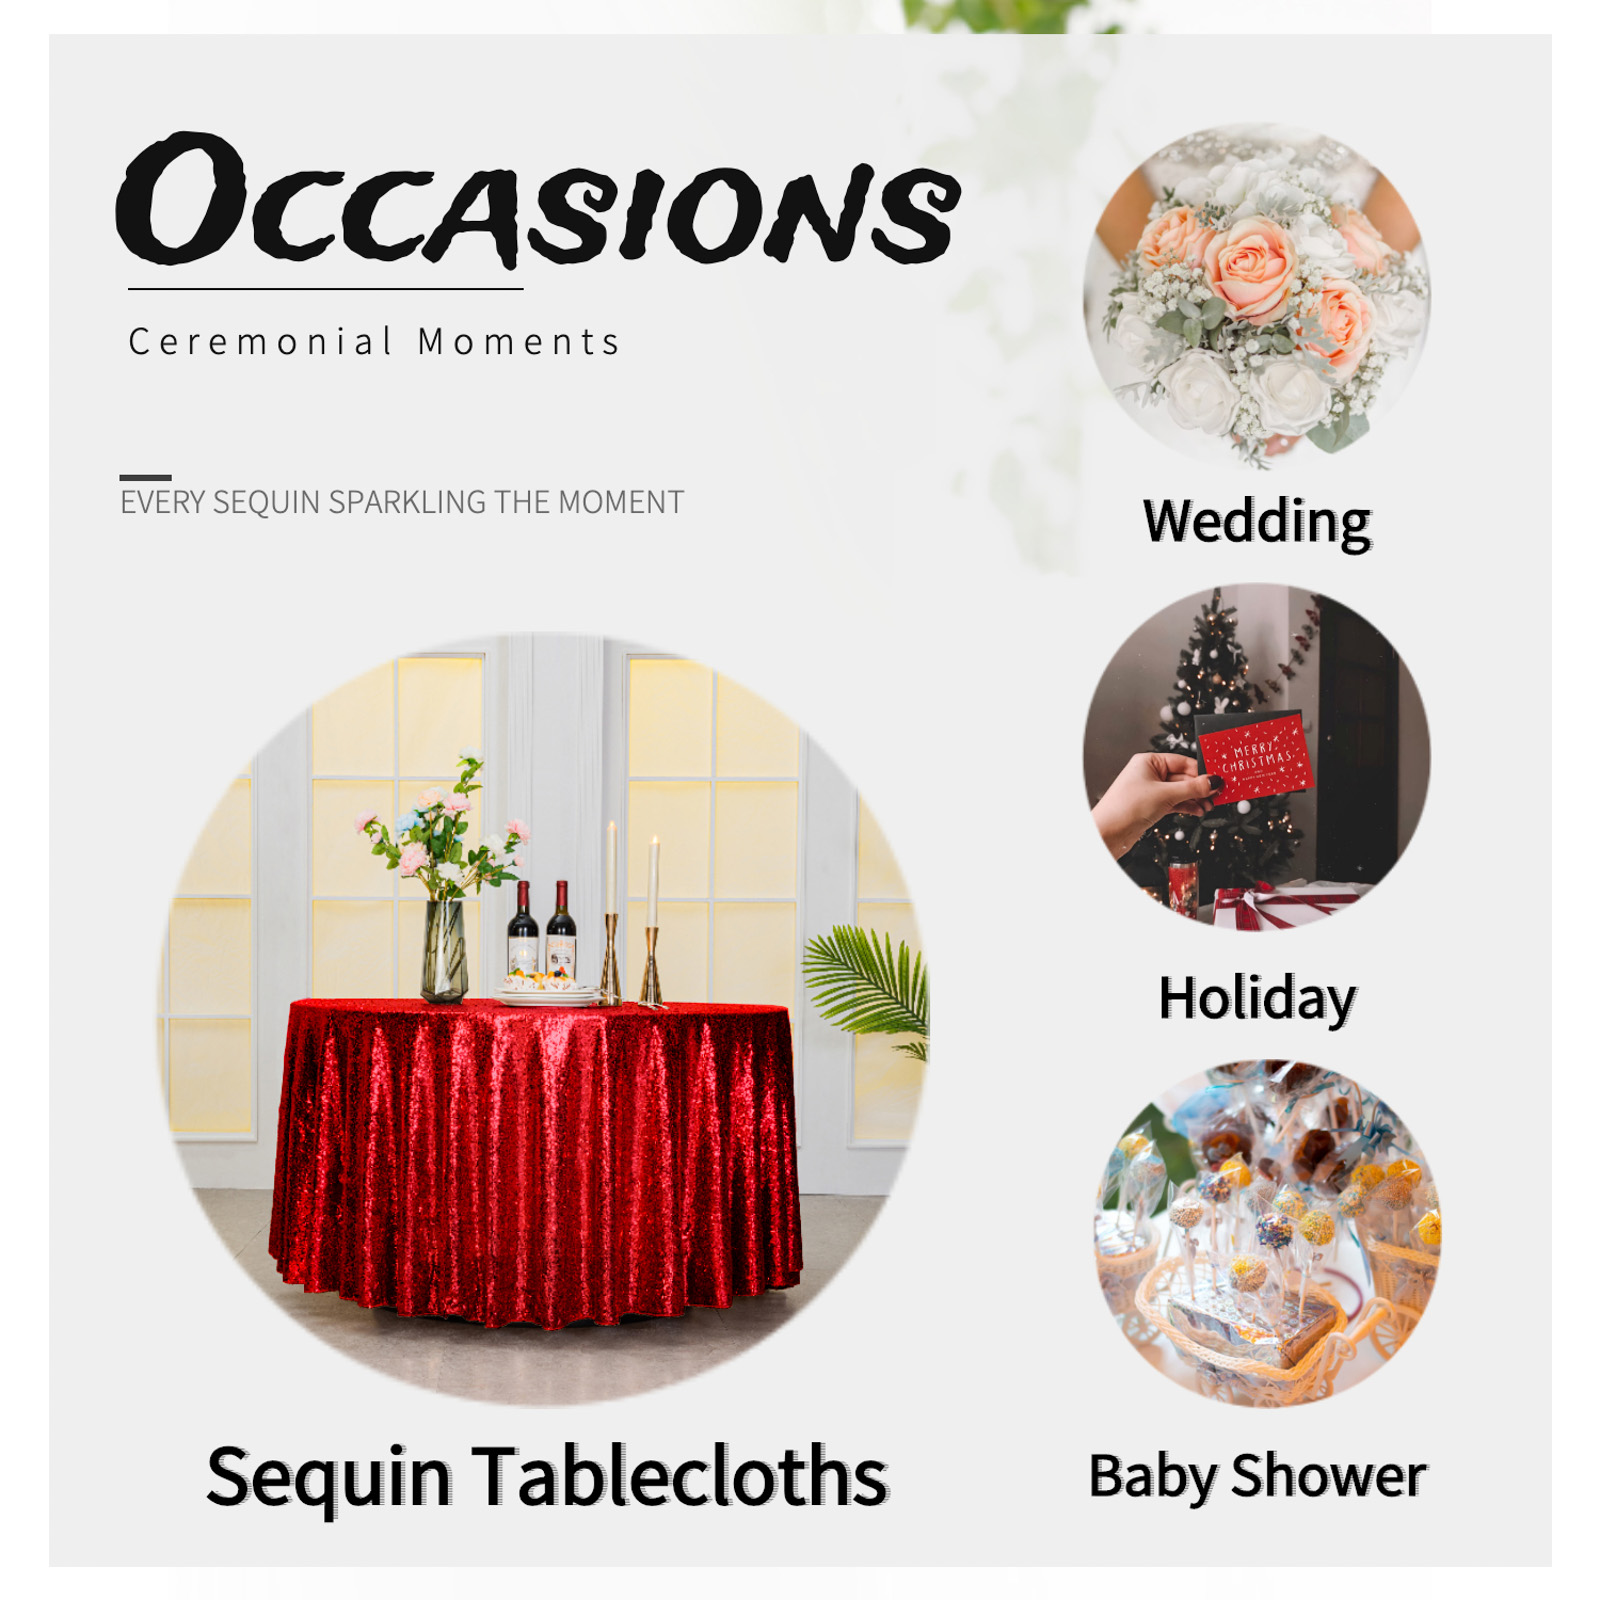 OCCASIONS
Ceremonial Moments
EVERY SEQUIN SPARKLING THE MOMENT
Wedding
MERRY
CHRISTMAS
Holiday
Sequin Tablecloths
Baby Shower